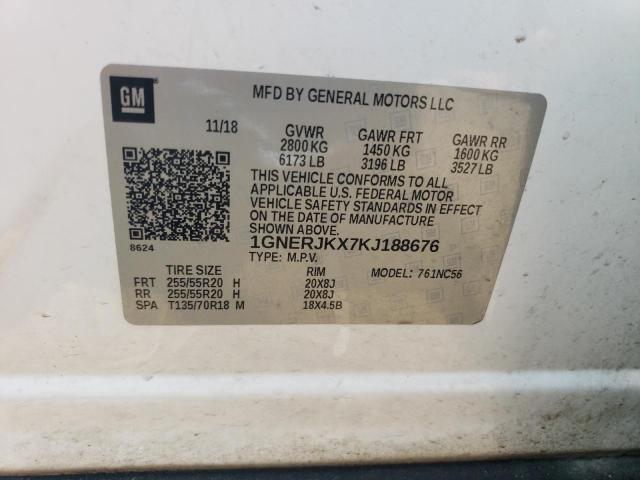 GM
MFD BY GENERAL MOTORS LLC
11/18 GVWR GAWR FRT GAWR RR
2800 KG 1450 KG 1600 KG
6173 LB 3196 LB 3527 LB
THIS VEHICLE CONFORMS TO ALL
APPLICABLE U.S. FEDERAL MOTOR
VEHICLE SAFETY STANDARDS IN EFFECT
ON THE DATE OF MANUFACTURE
SHOWN ABOVE.
8624
1GNERJKX7KJ188676
TYPE: M.P.V. MODEL: 761NC56
TIRE SIZE RIM
FRT 255/55R20 H 20X8J
RR 255/55R20 H 20X8J
SPA T135/70R18 M 18X4.5B